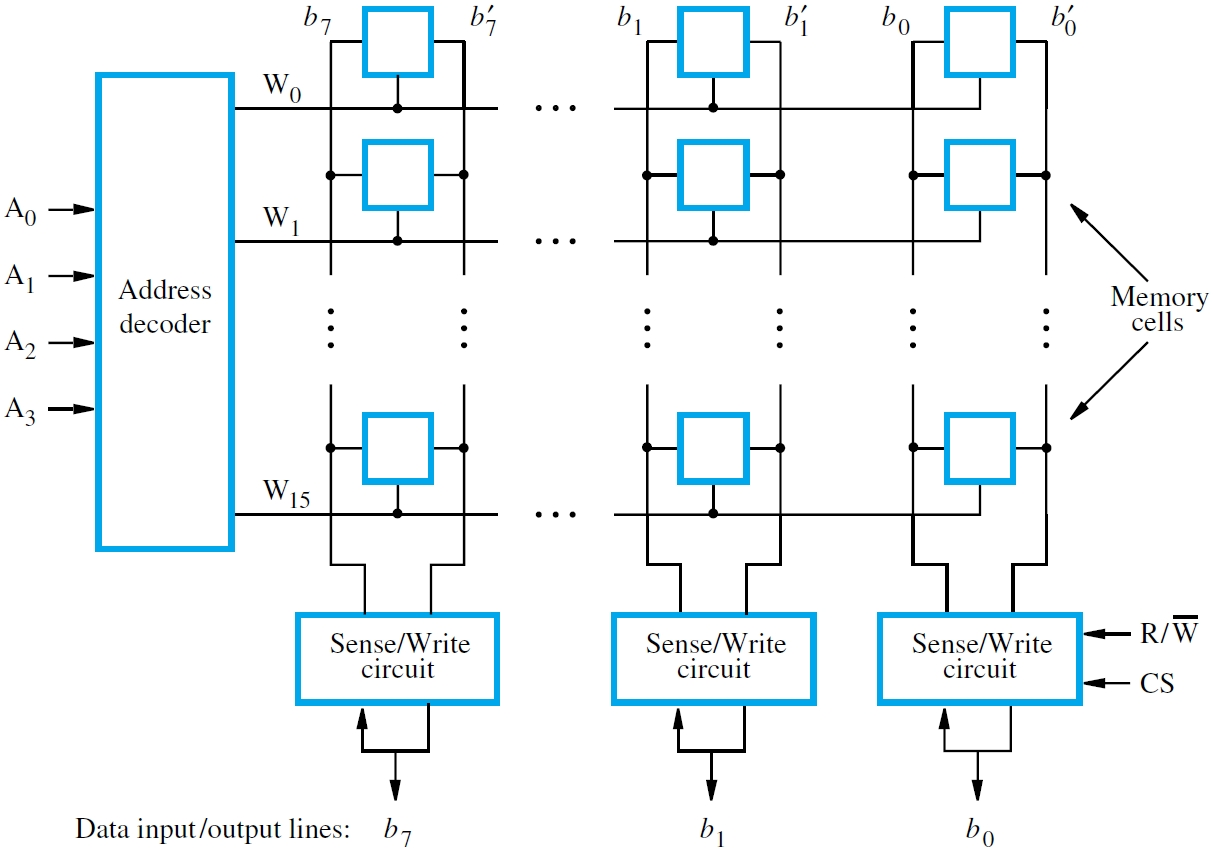 b₇ b′₇ b₁ b′₁ b₀ b′₀
W₀
W₁
A₀
A₁
A₂
A₃
Address
decoder
Memory
cells
W₁₅
Sense/Write
circuit
Sense/Write
circuit
Sense/Write
circuit
R/W̅
CS
Data input/output lines: b₇ b₁ b₀